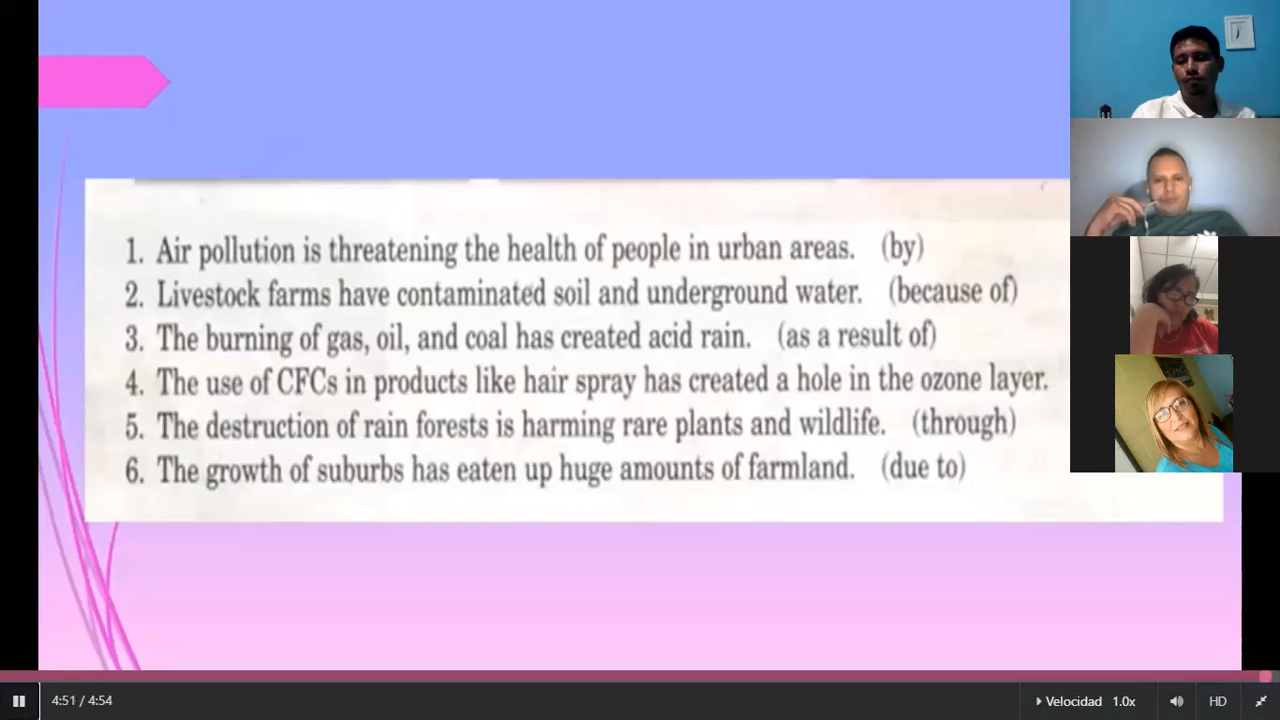 1. Air pollution is threatening the health of people in urban areas. (by)
2. Livestock farms have contaminated soil and underground water. (because of)
3. The burning of gas, oil, and coal has created acid rain. (as a result of)
4. The use of CFCs in products like hair spray has created a hole in the ozone layer.
5. The destruction of rain forests is harming rare plants and wildlife. (through)
6. The growth of suburbs has eaten up huge amounts of farmland. (due to)
4:51 / 4:54
Velocidad 1.0x
HD